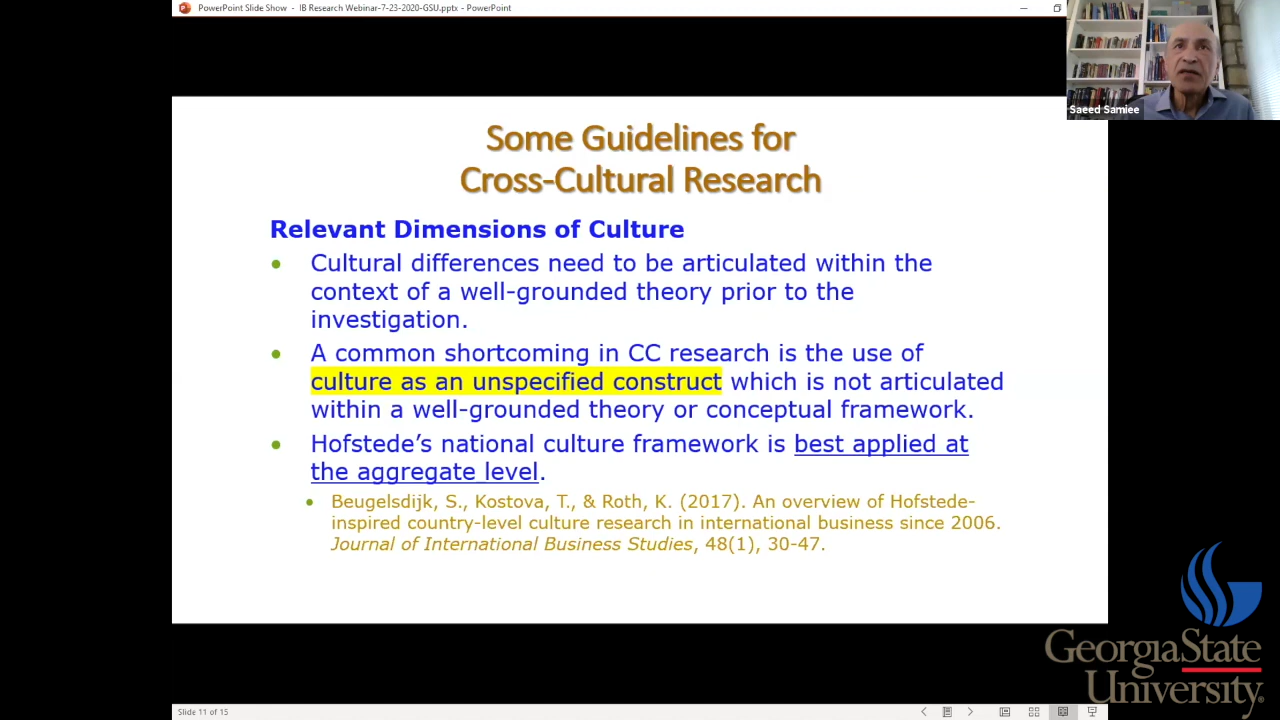 PowerPoint Slide Show - IB Research Webinar-7-23-2020-GSU.pptx - PowerPoint
Saeed Samiee
Some Guidelines for
Cross-Cultural Research
Relevant Dimensions of Culture
• Cultural differences need to be articulated within the
context of a well-grounded theory prior to the
investigation.
• A common shortcoming in CC research is the use of
culture as an unspecified construct which is not articulated
within a well-grounded theory or conceptual framework.
• Hofstede’s national culture framework is best applied at
the aggregate level.
• Beugelsdijk, S., Kostova, T., & Roth, K. (2017). An overview of Hofstede-
inspired country-level culture research in international business since 2006.
Journal of International Business Studies, 48(1), 30-47.
GeorgiaState
University
Slide 11 of 15